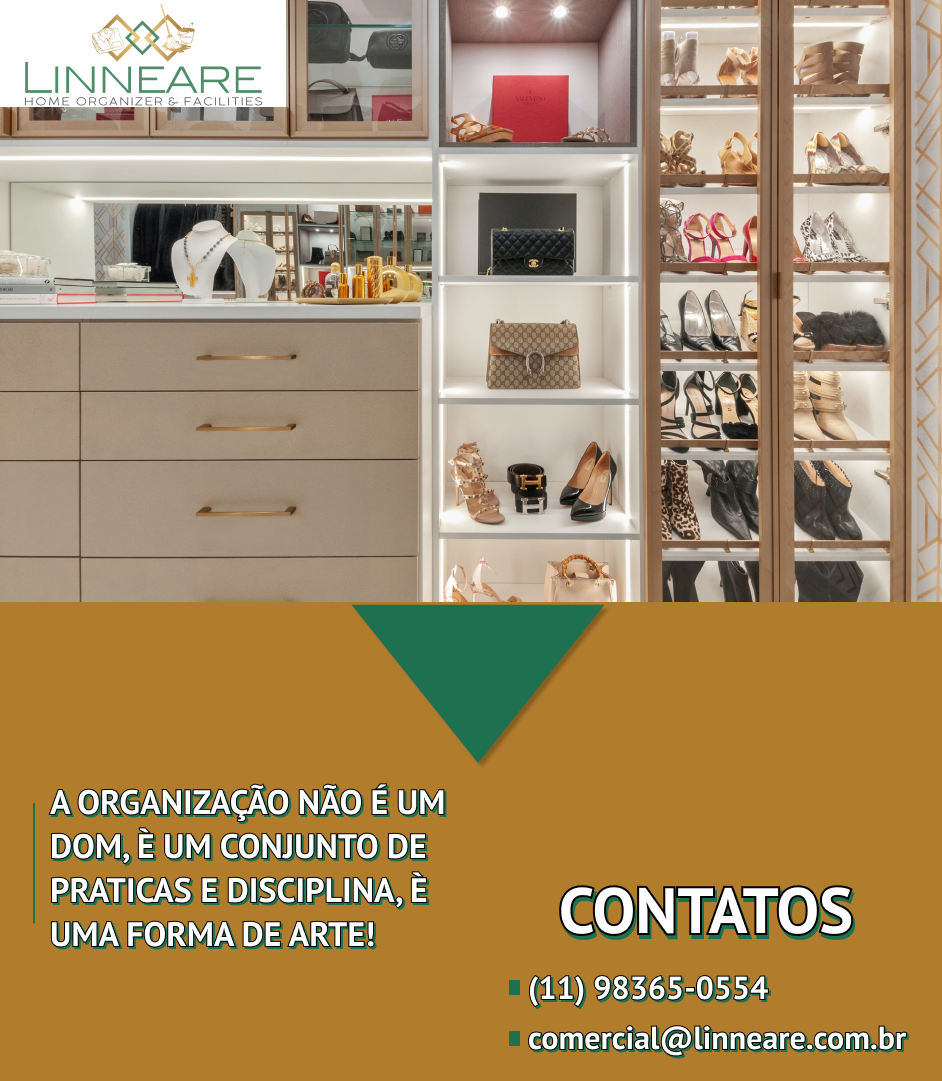 LINNEARE
HOME ORGANIZER & FACILITIES
VALENTINO
A ORGANIZAÇÃO NÃO É UM
DOM, È UM CONJUNTO DE
PRATICAS E DISCIPLINA, È
UMA FORMA DE ARTE!
CONTATOS
(11) 98365-0554
comercial@linneare.com.br